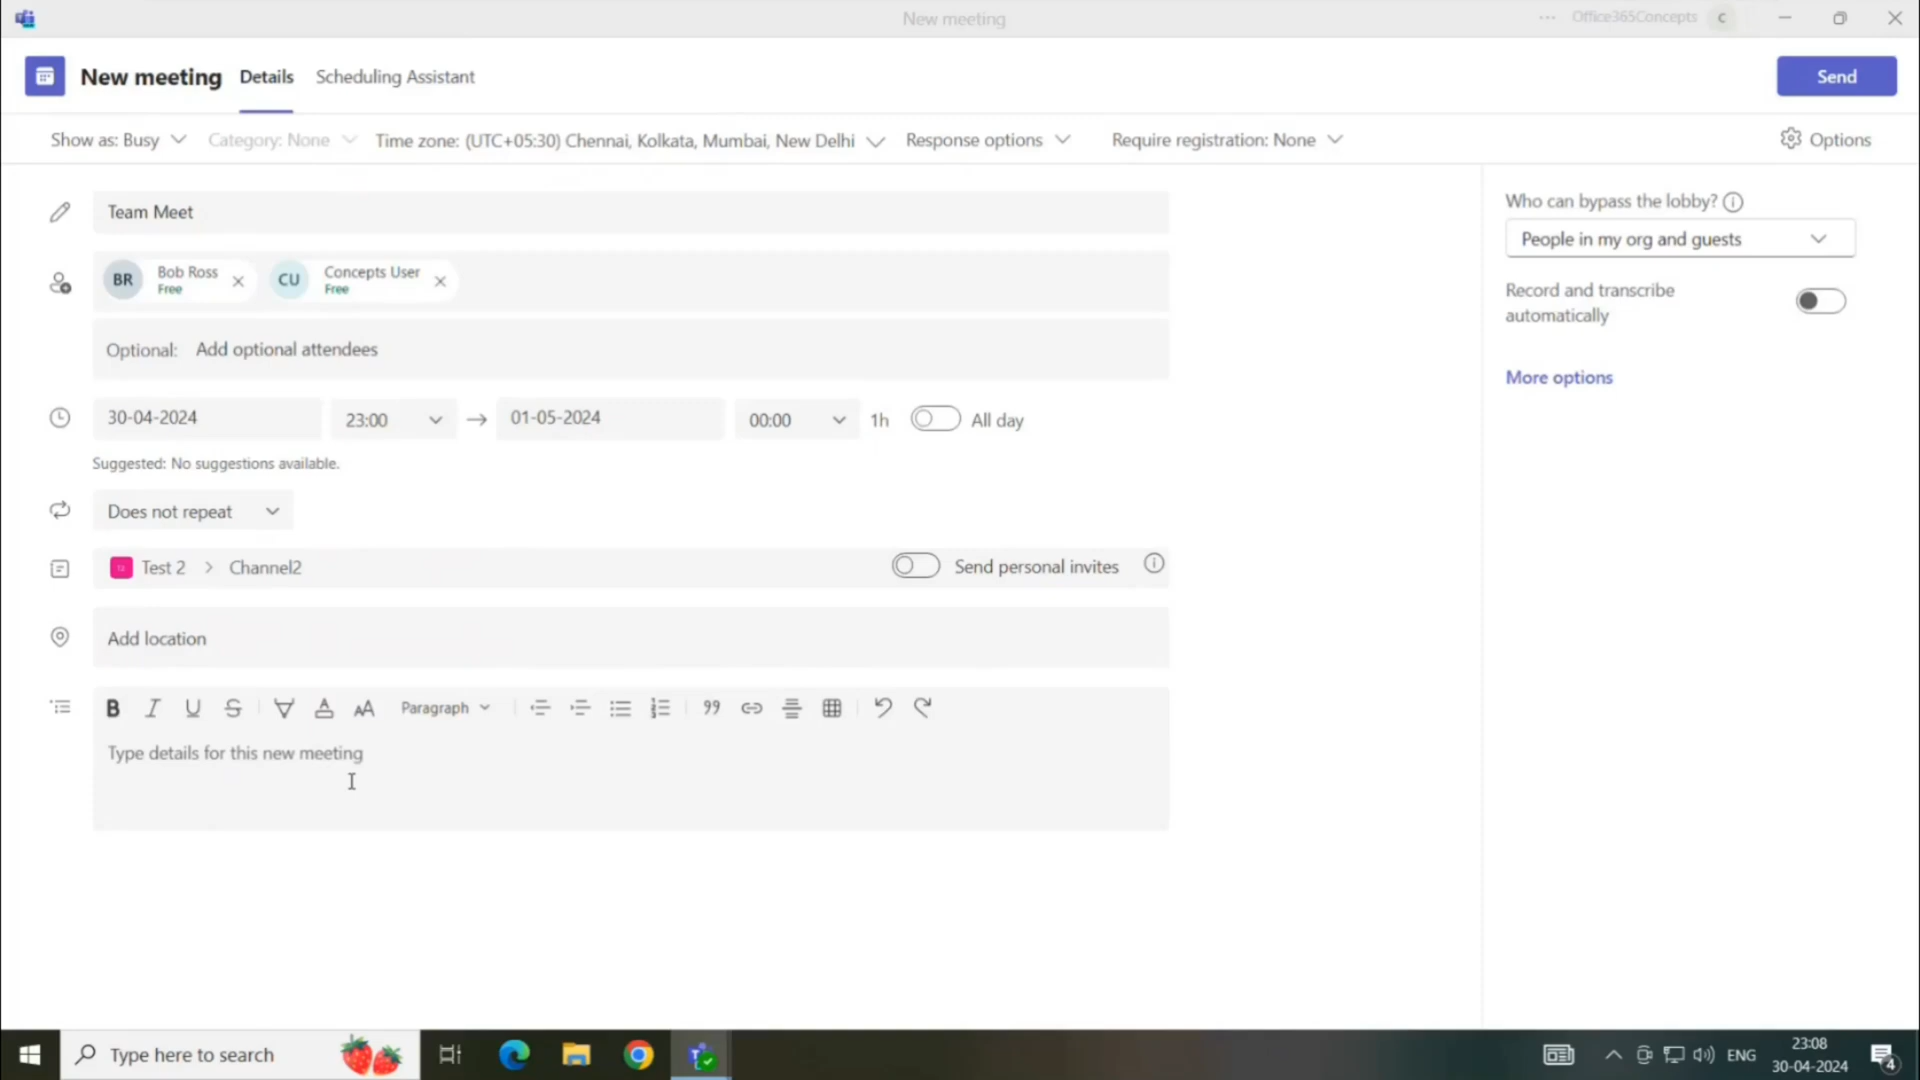 New meeting
··· Office365Concepts C
New meeting Details Scheduling Assistant Send
Show as: Busy Category: None Time zone: (UTC+05:30) Chennai, Kolkata, Mumbai, New Delhi Response options Require registration: None Options
Team Meet
BR Bob Ross Free CU Concepts User Free
Optional: Add optional attendees
30-04-2024 23:00 → 01-05-2024 00:00 1h All day
Suggested: No suggestions available.
Does not repeat
Test 2 > Channel2 Send personal invites
Add location
B I U S A AA Paragraph
Type details for this new meeting
Who can bypass the lobby?
People in my org and guests
Record and transcribe
automatically
More options
Type here to search
ENG
23:08
30-04-2024
4